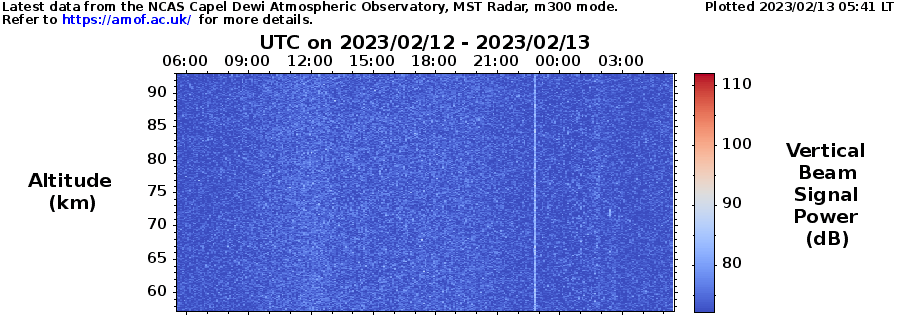 Latest data from the NCAS Capel Dewi Atmospheric Observatory, MST Radar, m300 mode.
Plotted 2023/02/13 05:41 LT
Refer to https://amof.ac.uk/ for more details.
UTC on 2023/02/12 - 2023/02/13
06:00 09:00 12:00 15:00 18:00 21:00 00:00 03:00
90
85
80
75
70
65
60
Altitude
(km)
110
100
90
80
Vertical
Beam
Signal
Power
(dB)